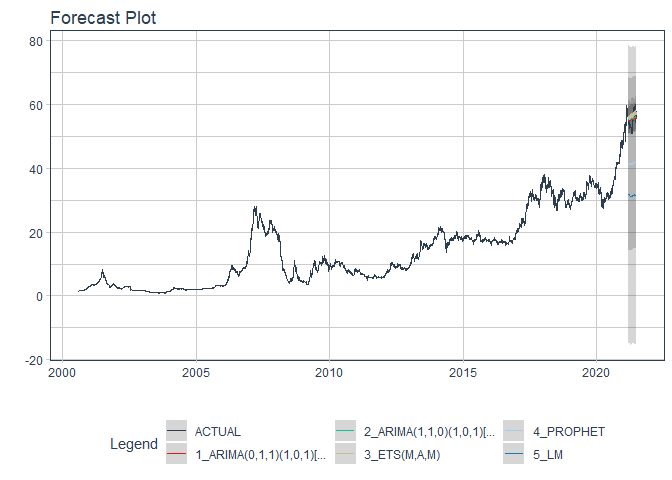 Forecast Plot
80
60
40
20
0
-20
2000
2005
2010
2015
2020
Legend
ACTUAL
1_ARIMA(0,1,1)(1,0,1)[...
2_ARIMA(1,1,0)(1,0,1)[...
3_ETS(M,A,M)
4_PROPHET
5_LM